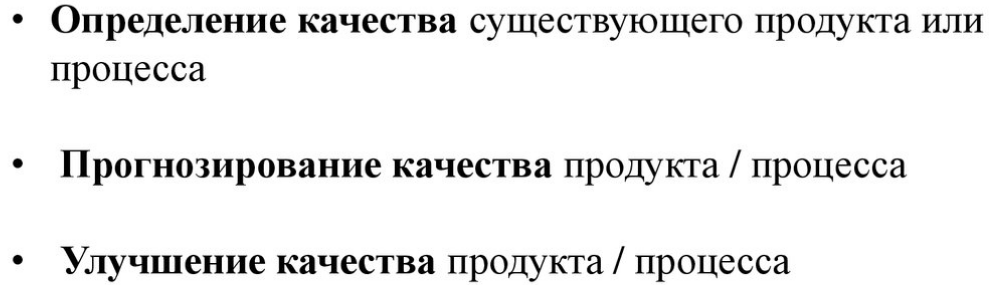 • Определение качества существующего продукта или
процесса
• Прогнозирование качества продукта / процесса
• Улучшение качества продукта / процесса